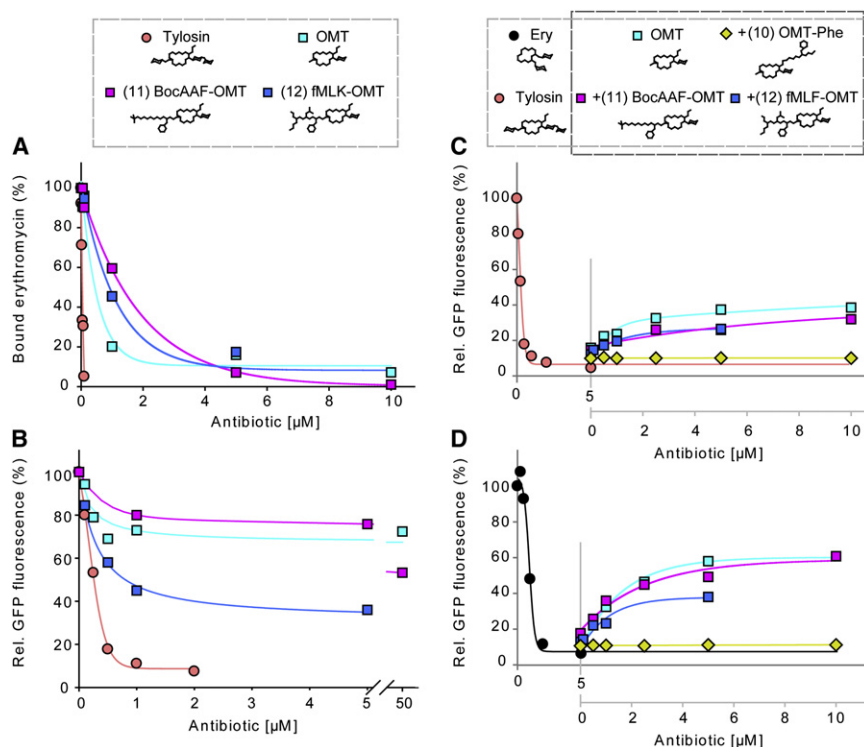 Tylosin
OMT
(11) BocAAF-OMT
(12) fMLK-OMT
Ery
OMT
+(10) OMT-Phe
Tylosin
+(11) BocAAF-OMT
+(12) fMLF-OMT
A
Bound erythromycin (%)
100
80
60
40
20
0
0
2
4
6
8
10
Antibiotic [µM]
B
Rel. GFP fluorescence (%)
100
80
60
40
20
0
0
1
2
3
4
5
50
Antibiotic [µM]
C
Rel. GFP fluorescence (%)
100
80
60
40
20
0
0
5
0
2
4
6
8
10
Antibiotic [µM]
D
Rel. GFP fluorescence (%)
100
80
60
40
20
0
0
5
0
2
4
6
8
10
Antibiotic [µM]